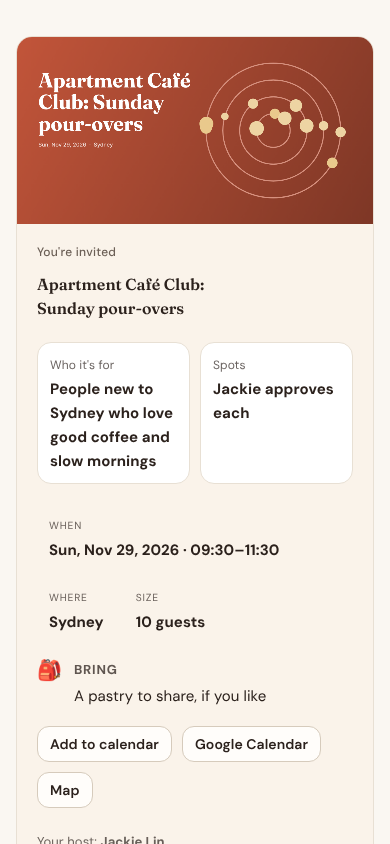 Apartment Café
Club: Sunday
pour-overs
Sun, Nov 29, 2026 · Sydney
You're invited
Apartment Café Club:
Sunday pour-overs
Who it's for
People new to
Sydney who love
good coffee and
slow mornings
Spots
Jackie approves
each
WHEN
Sun, Nov 29, 2026 · 09:30–11:30
WHERE
Sydney
SIZE
10 guests
BRING
A pastry to share, if you like
Add to calendar
Google Calendar
Map
Your host: Jackie Lin